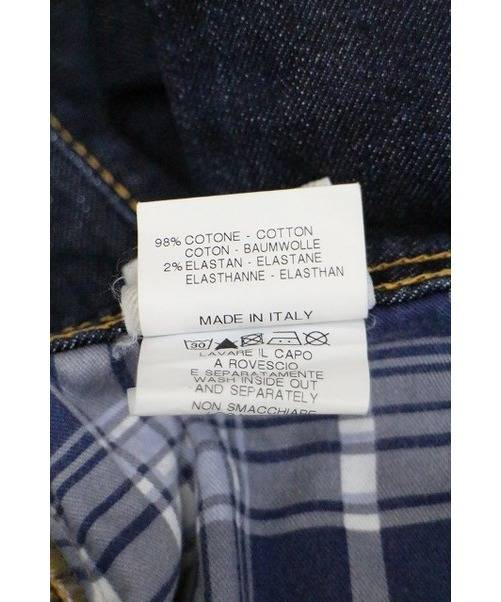 98% COTONE - COTTON
COTON - BAUMWOLLE
2% ELASTAN - ELASTANE
ELASTHANNE - ELASTHAN
MADE IN ITALY
30
LAVARE IL CAPO
A ROVESCIO
E SEPARATAMENTE
WASH INSIDE OUT
AND SEPARATELY
NON SMACCHIARE